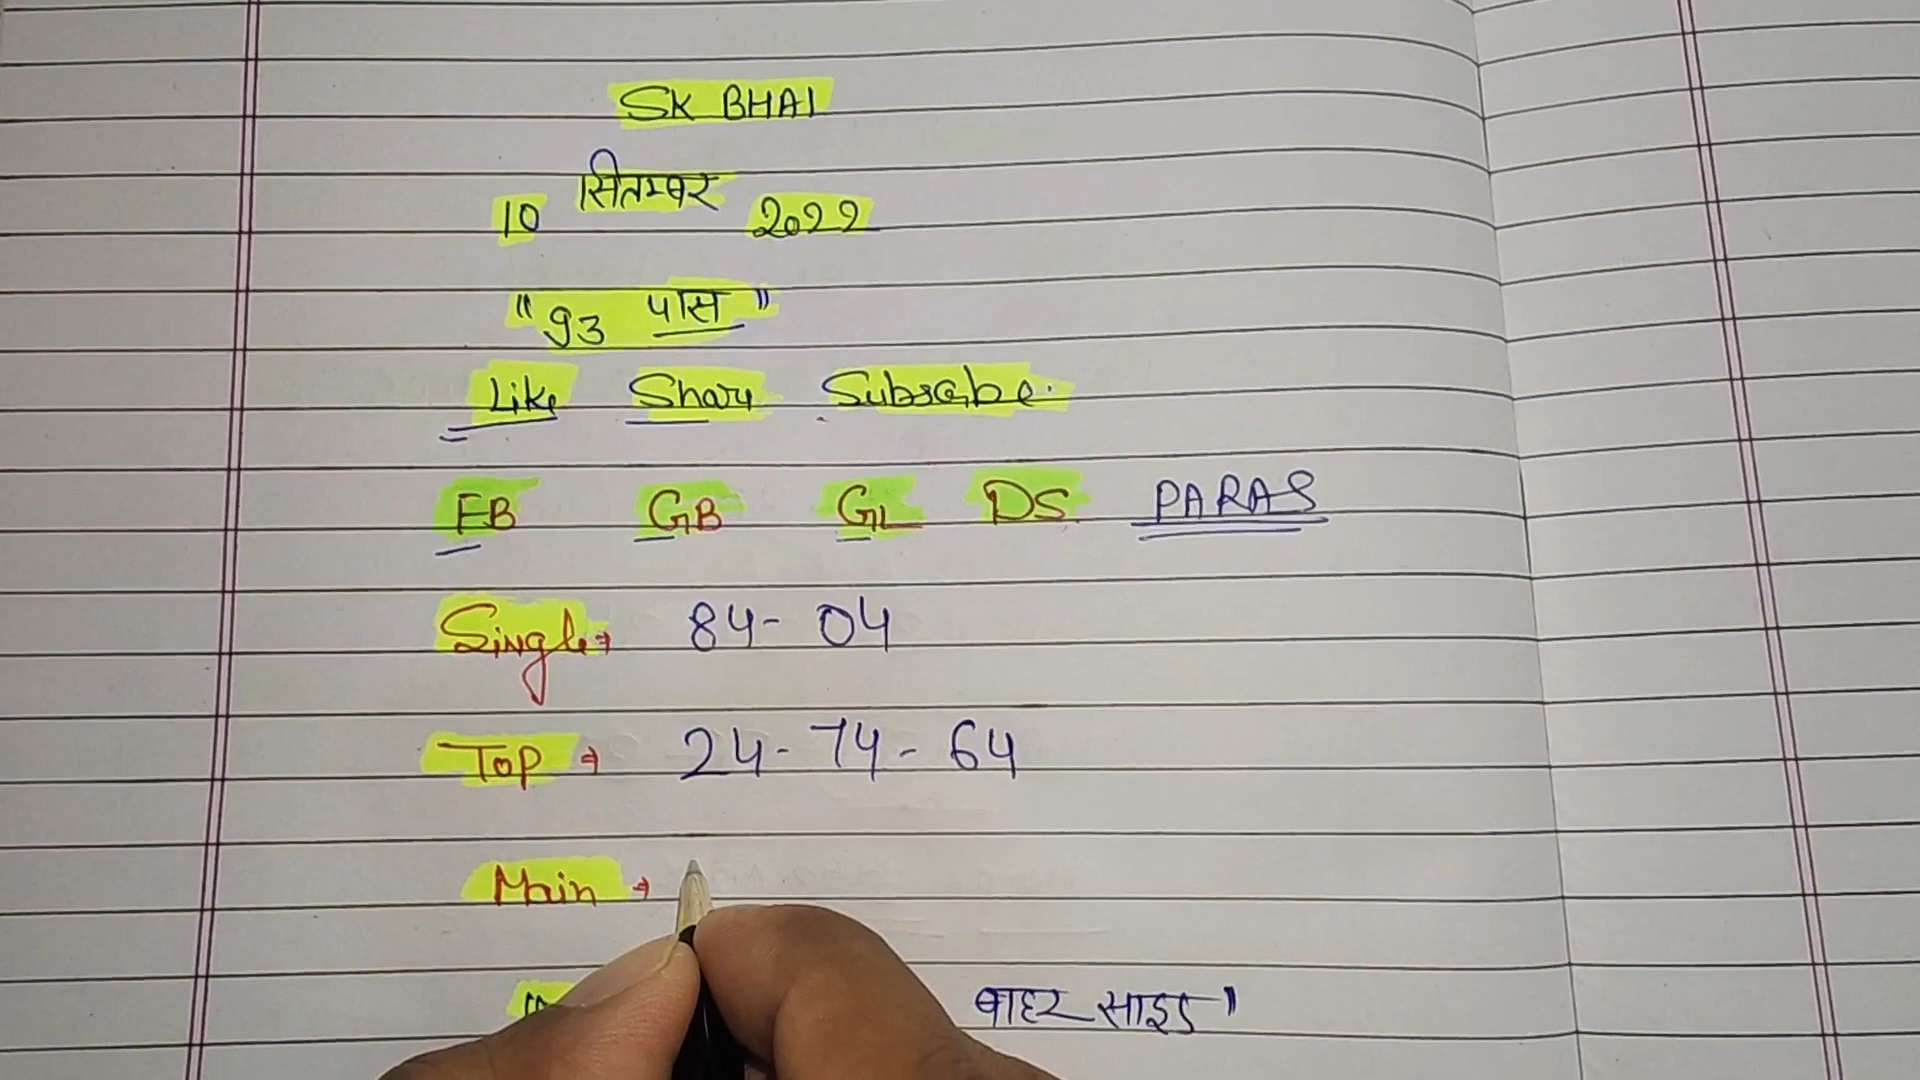 SK BHAI
10 सितम्बर 2022
"93 पास"
Like Share Subscribe.
FB GB GL DS PARAS
Single → 84- 04
Top → 24- 74 - 64
Main →
बाहर साइड"